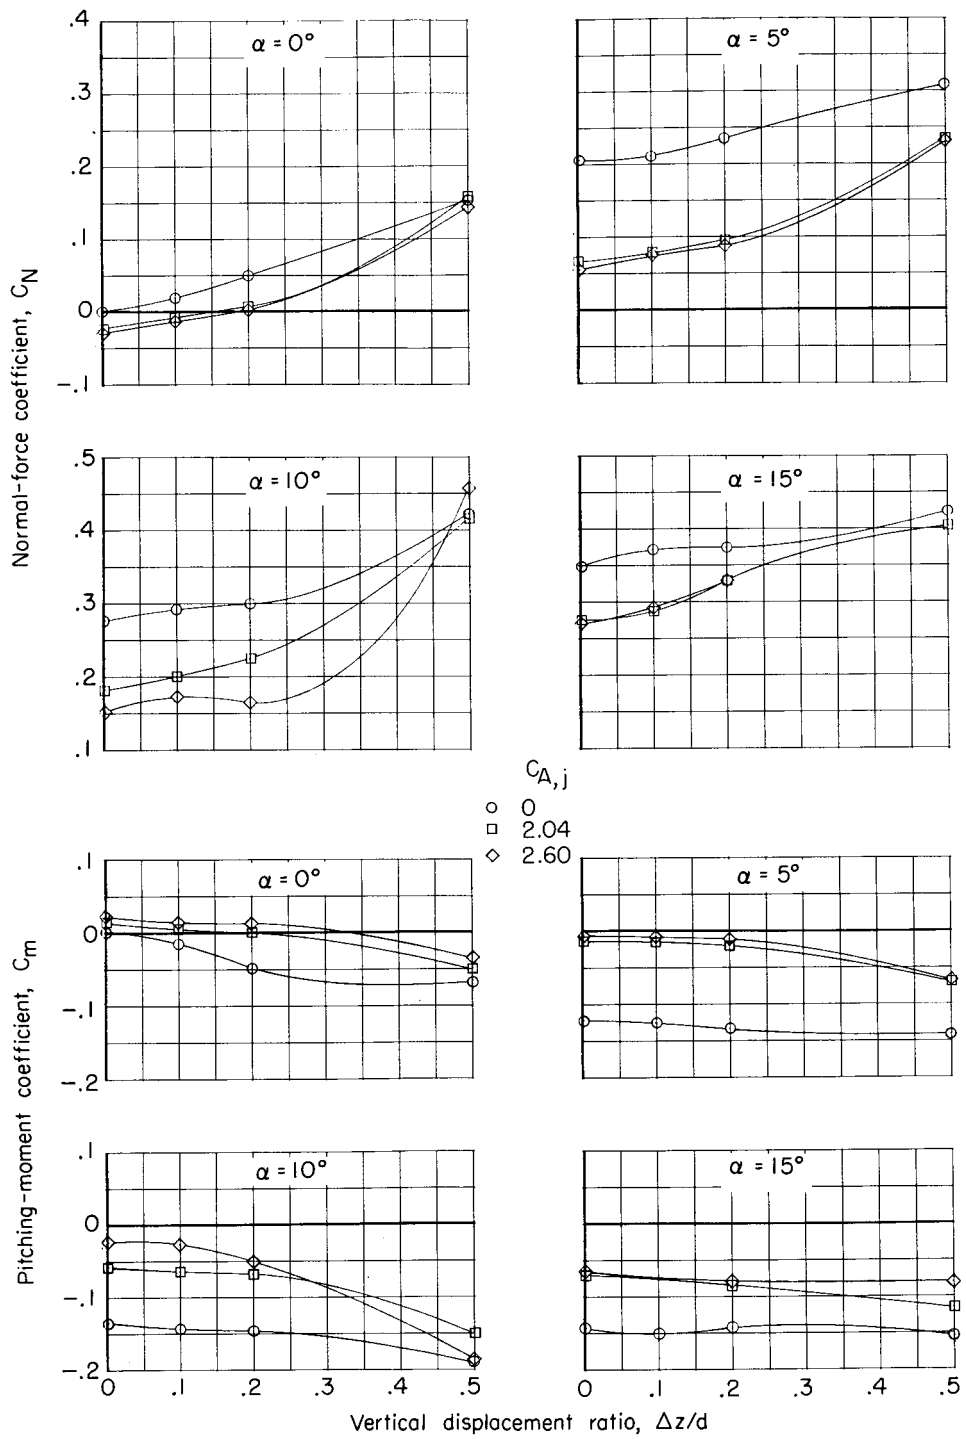 .4
.3
.2
.1
0
-.1
α = 0°
α = 5°
Normal-force coefficient, C_N
.5
.4
.3
.2
.1
α = 10°
α = 15°
C_A,j
0
2.04
2.60
.1
0
-.1
-.2
α = 0°
α = 5°
Pitching-moment coefficient, C_m
.1
0
-.1
-.2
α = 10°
α = 15°
0 .1 .2 .3 .4 .5
0 .1 .2 .3 .4 .5
Vertical displacement ratio, Δz/d